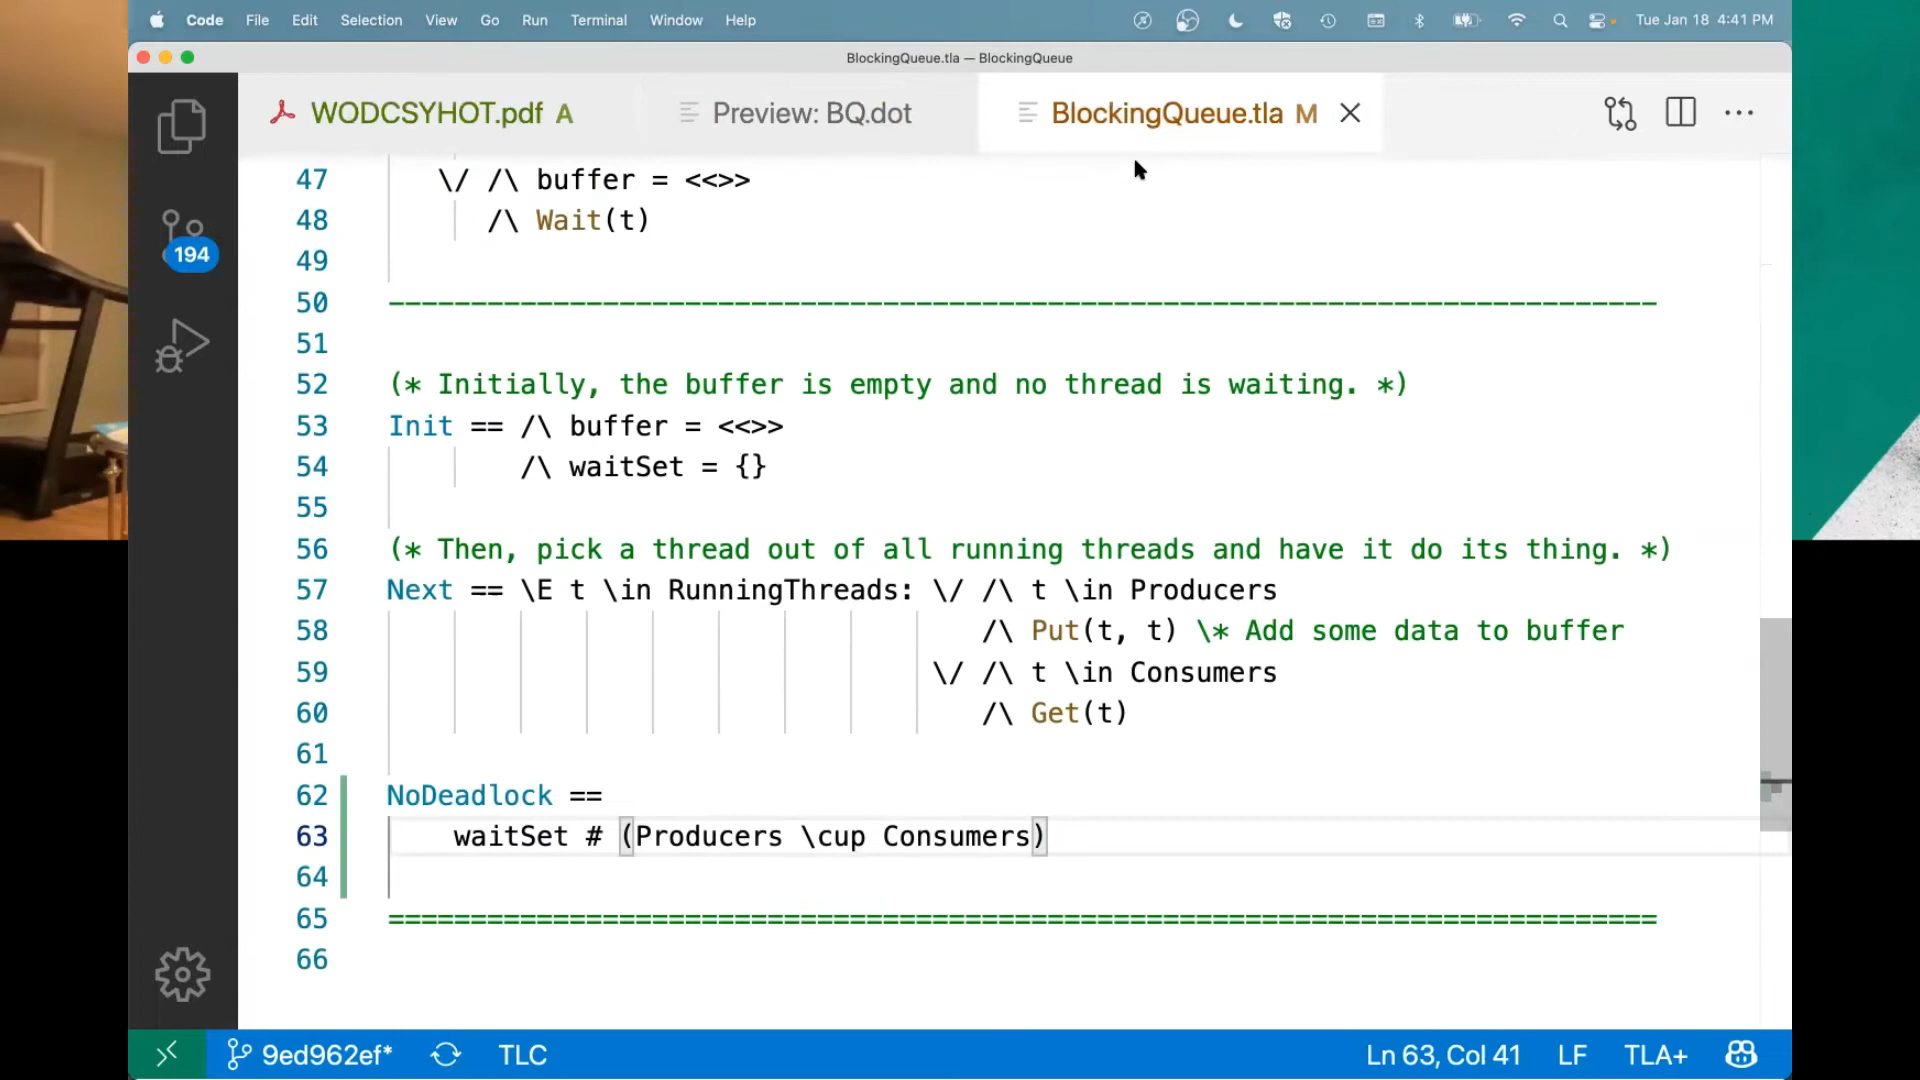 Code File Edit Selection View Go Run Terminal Window Help Tue Jan 18 4:41 PM
BlockingQueue.tla — BlockingQueue
WODCSYHOT.pdf A Preview: BQ.dot BlockingQueue.tla M
47 \/ /\ buffer = <<>>
48 /\ Wait(t)
49
50 -----------------------------------------------------------------------------
51
52 (* Initially, the buffer is empty and no thread is waiting. *)
53 Init == /\ buffer = <<>>
54 /\ waitSet = {}
55
56 (* Then, pick a thread out of all running threads and have it do its thing. *)
57 Next == \E t \in RunningThreads: \/ /\ t \in Producers
58 /\ Put(t, t) \* Add some data to buffer
59 \/ /\ t \in Consumers
60 /\ Get(t)
61
62 NoDeadlock ==
63 waitSet # (Producers \cup Consumers)
64
65 =============================================================================
66
194
9ed962ef* TLC Ln 63, Col 41 LF TLA+